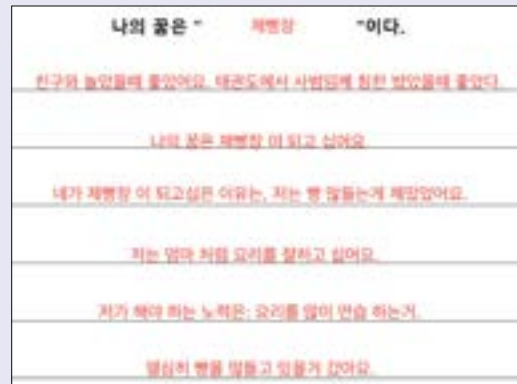 나의 꿈은 " 제빵장 "이다.
친구와 놀았을때 좋았어요. 태권도에서 사범님께 칭찬 받았을때 좋았다.
나의 꿈은 제빵장 이 되고 싶어요.
네가 제빵장 이 되고싶은 이유는, 저는 빵 많들는게 재밌었어요.
저는 엄마 처럼 요리를 잘하고 싶어요.
저가 해야 하는 노력은: 요리를 많이 연습 하는거.
열심히 빵을 많들고 있을거 같아요.